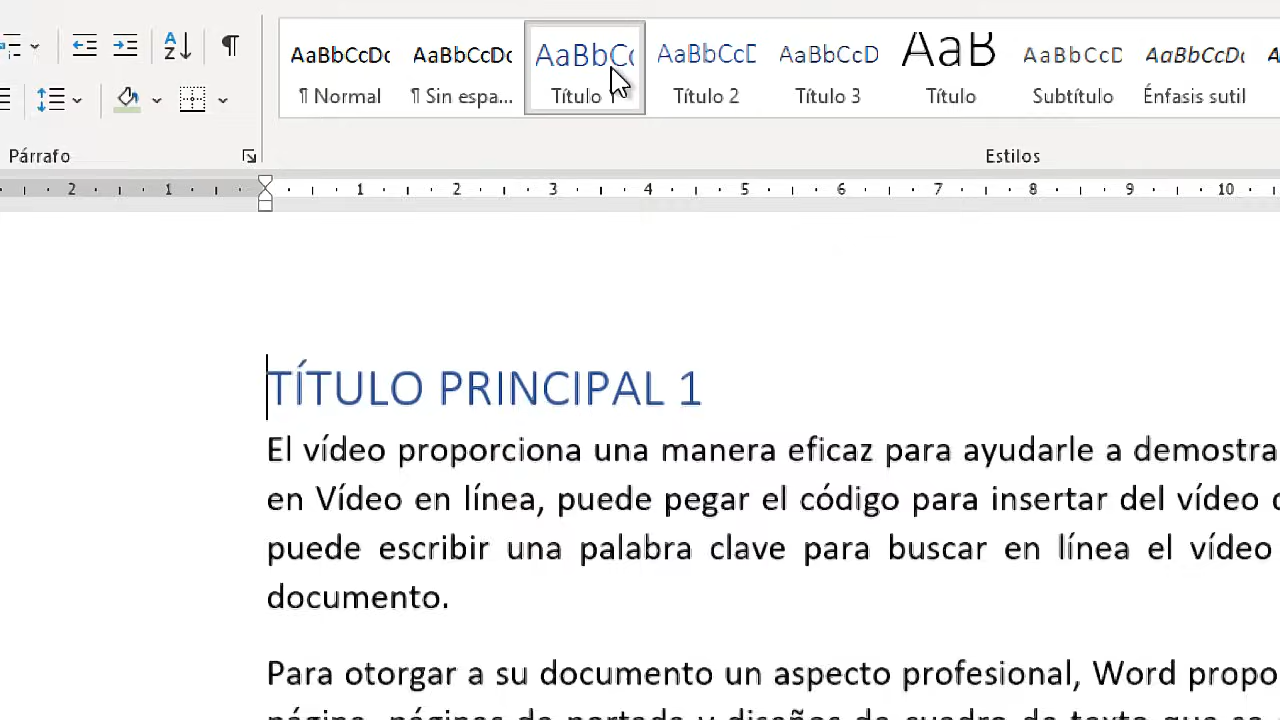 AaBbCcDc AaBbCcDc AaBbCc AaBbCcD AaBbCcD AaB AaBbCcD AaBbCcDc
¶ Normal ¶ Sin espa... Título 1 Título 2 Título 3 Título Subtítulo Énfasis sutil
Párrafo Estilos
2 1 1 2 3 4 5 6 7 8 9 10
TÍTULO PRINCIPAL 1
El vídeo proporciona una manera eficaz para ayudarle a demostra
en Vídeo en línea, puede pegar el código para insertar del vídeo
puede escribir una palabra clave para buscar en línea el vídeo
documento.
Para otorgar a su documento un aspecto profesional, Word propo
página, páginas de portada y diseños de cuadro de texto que se